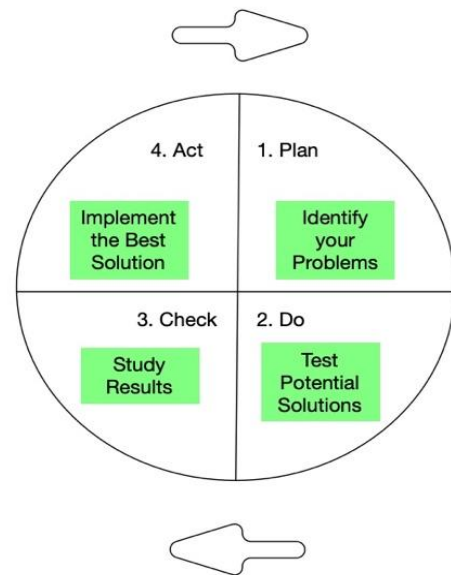 4. Act
1. Plan
Implement
the Best
Solution
Identify
your
Problems
3. Check
2. Do
Study
Results
Test
Potential
Solutions